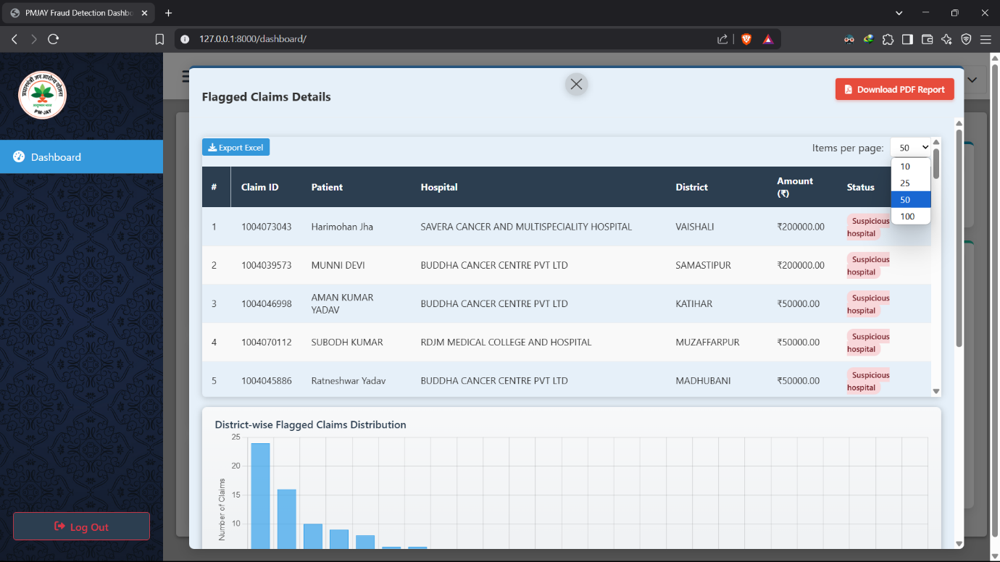 PMJAY Fraud Detection Dashbo
127.0.0.1:8000/dashboard/
प्रधानमंत्री जन आरोग्य योजना
PM-JAY
Dashboard
Log Out
Flagged Claims Details
Download PDF Report
Export Excel
Items per page: 50
10
25
50
100
# Claim ID Patient Hospital District Amount (₹) Status
1 1004073043 Harimohan Jha SAVERA CANCER AND MULTISPECIALITY HOSPITAL VAISHALI ₹200000.00 Suspicious hospital
2 1004039573 MUNNI DEVI BUDDHA CANCER CENTRE PVT LTD SAMASTIPUR ₹200000.00 Suspicious hospital
3 1004046998 AMAN KUMAR YADAV BUDDHA CANCER CENTRE PVT LTD KATIHAR ₹50000.00 Suspicious hospital
4 1004070112 SUBODH KUMAR RDJM MEDICAL COLLEGE AND HOSPITAL MUZAFFARPUR ₹50000.00 Suspicious hospital
5 1004045886 Ratneshwar Yadav BUDDHA CANCER CENTRE PVT LTD MADHUBANI ₹50000.00 Suspicious hospital
District-wise Flagged Claims Distribution
Number of Claims
25
20
15
10